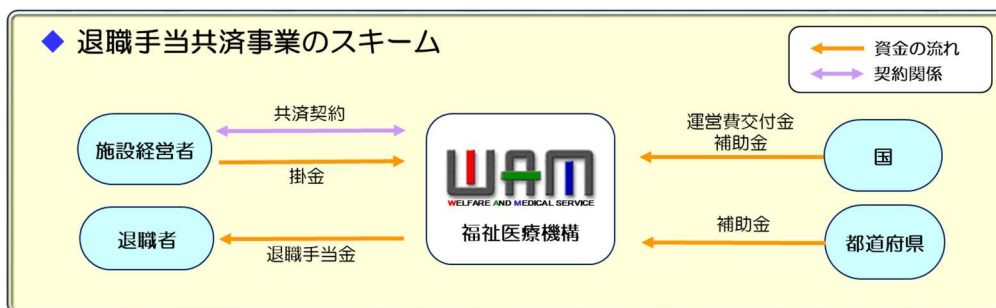 ◆ 退職手当共済事業のスキーム
資金の流れ
契約関係
施設経営者
共済契約
掛金
退職者
退職手当金
WAM
WELFARE AND MEDICAL SERVICE
福祉医療機構
運営費交付金
補助金
国
補助金
都道府県